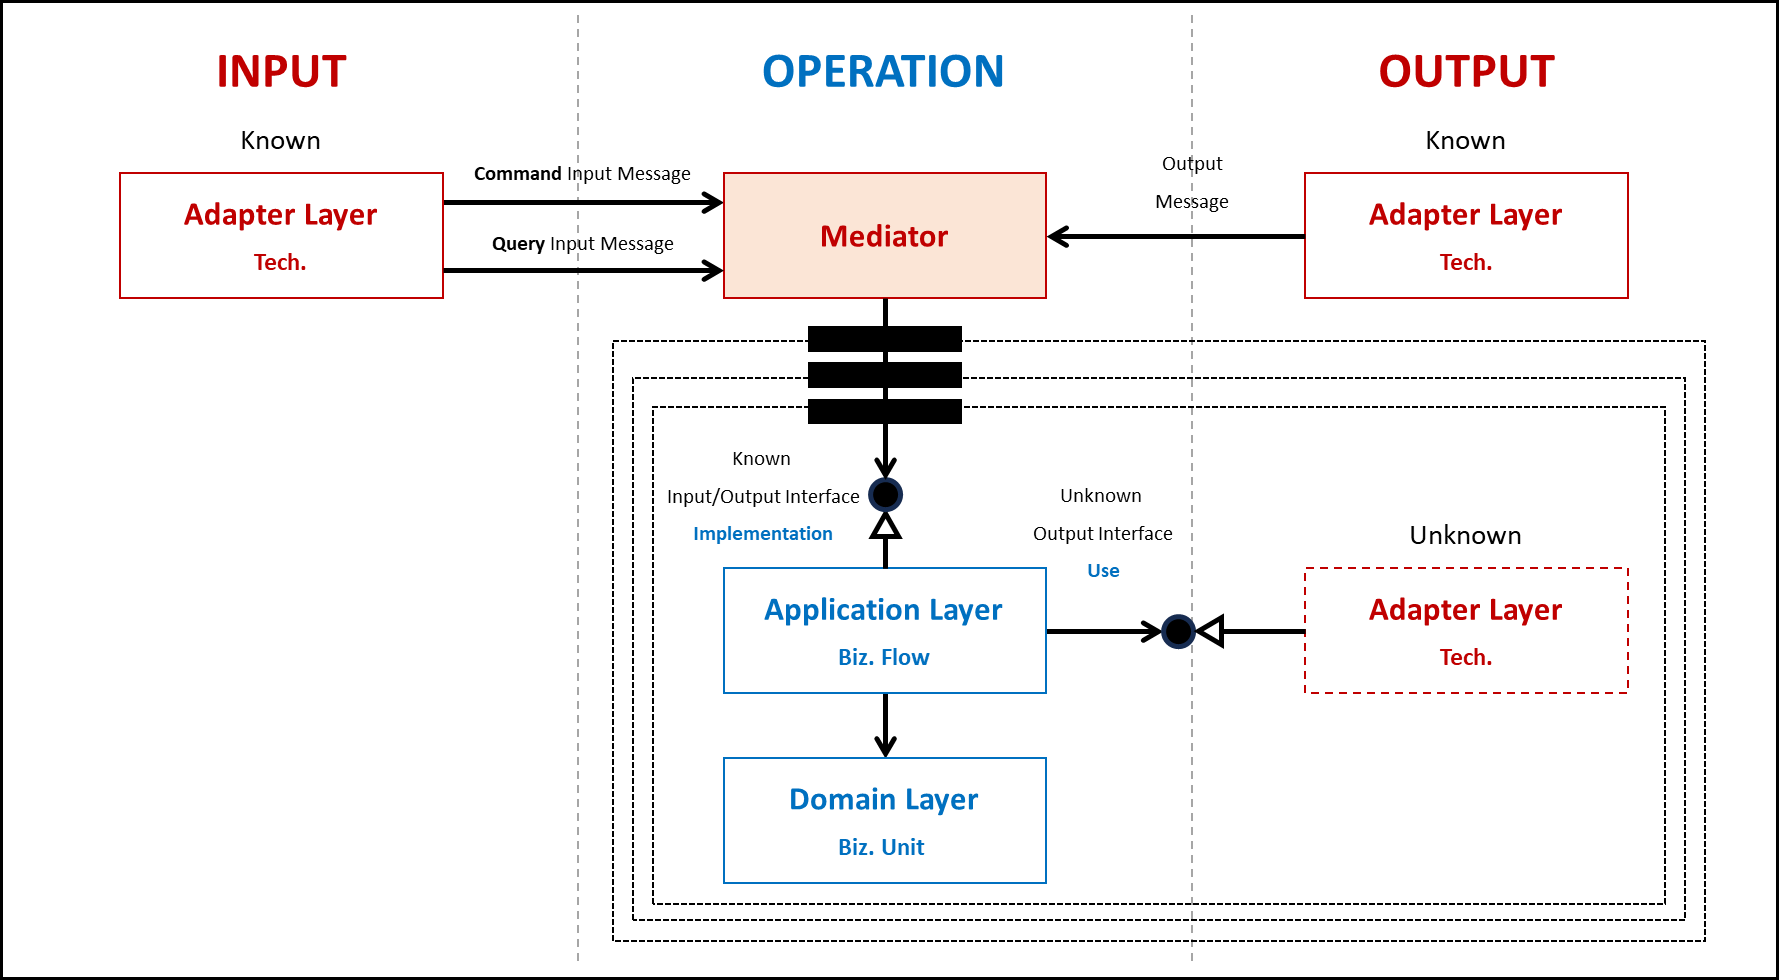 INPUT
OPERATION
OUTPUT
Known
Known
Adapter Layer
Tech.
Command Input Message
Query Input Message
Mediator
Output
Message
Adapter Layer
Tech.
Known
Input/Output Interface
Implementation
Unknown
Output Interface
Use
Unknown
Application Layer
Biz. Flow
Adapter Layer
Tech.
Domain Layer
Biz. Unit